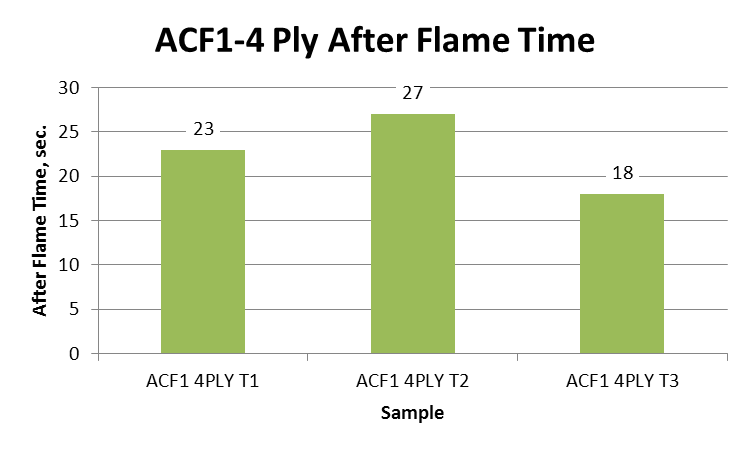 ACF1-4 Ply After Flame Time
After Flame Time, sec.
30
25
20
15
10
5
0
23
27
18
ACF1 4PLY T1
ACF1 4PLY T2
ACF1 4PLY T3
Sample